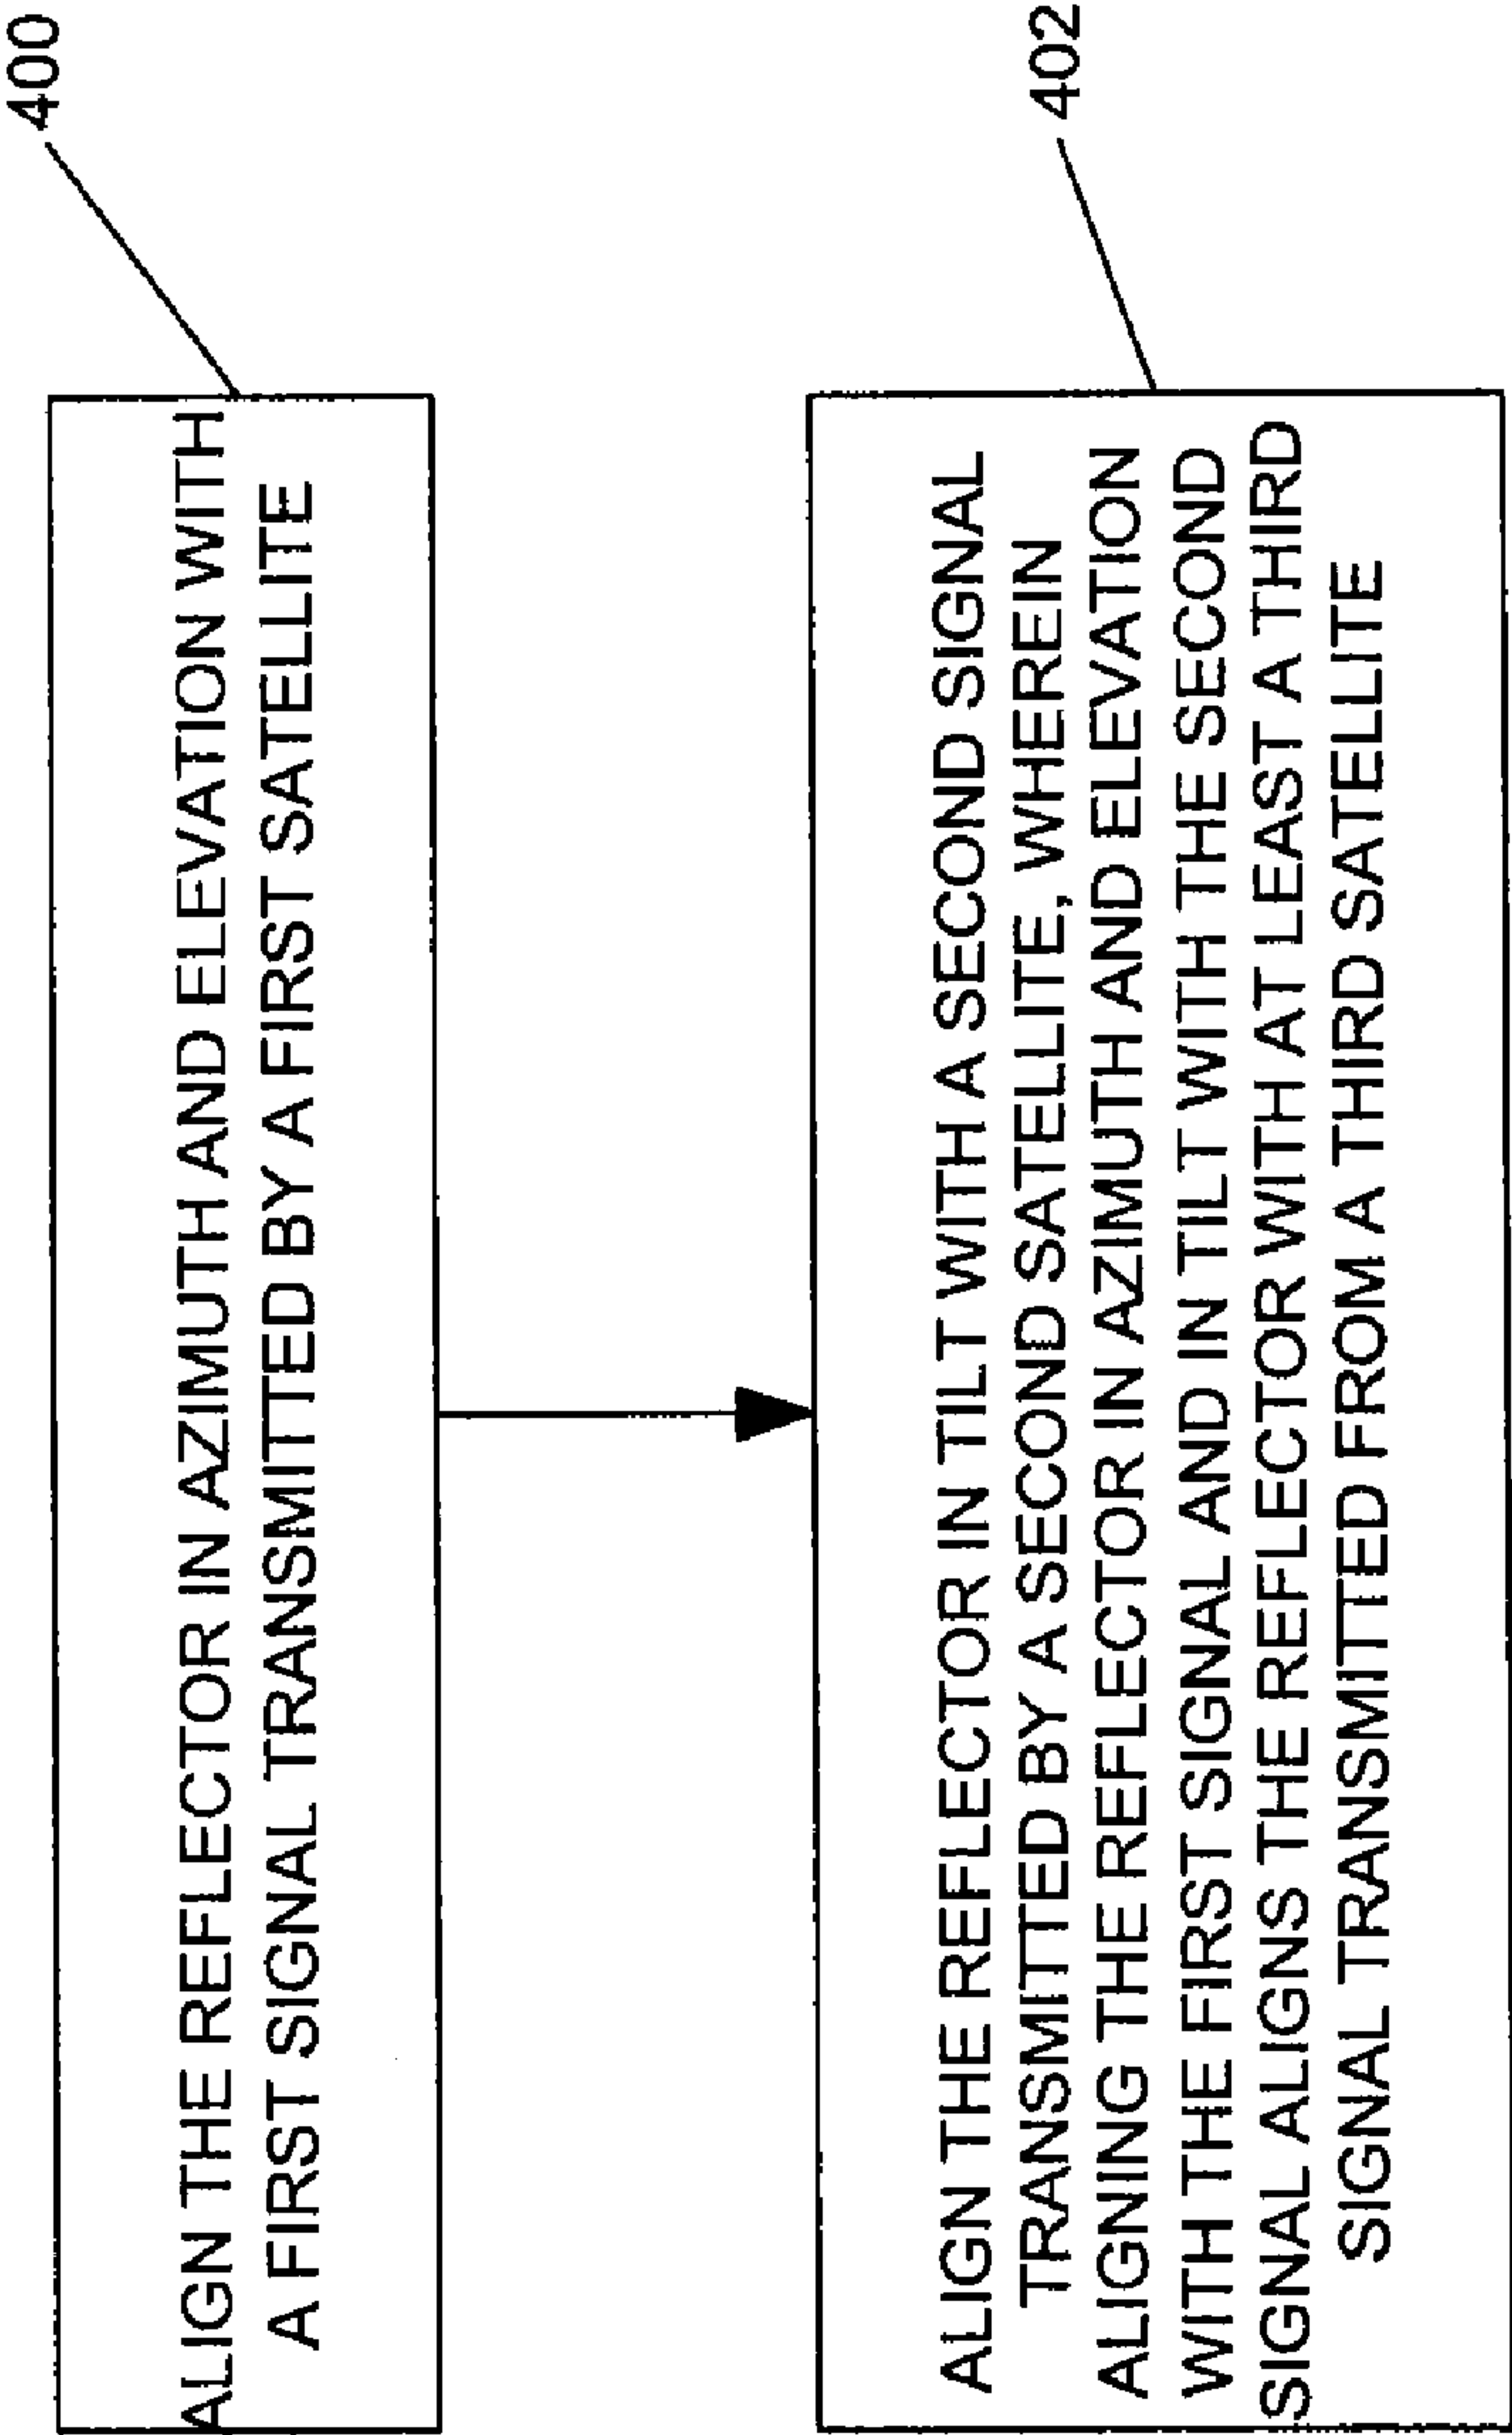 400
ALIGN THE REFLECTOR IN AZIMUTH AND ELEVATION WITH
A FIRST SIGNAL TRANSMITTED BY A FIRST SATELLITE
402
ALIGN THE REFLECTOR IN TILT WITH A SECOND SIGNAL
TRANSMITTED BY A SECOND SATELLITE, WHEREIN
ALIGNING THE REFLECTOR IN AZIMUTH AND ELEVATION
WITH THE FIRST SIGNAL AND IN TILT WITH THE SECOND
SIGNAL ALIGNS THE REFLECTOR WITH AT LEAST A THIRD
SIGNAL TRANSMITTED FROM A THIRD SATELLITE